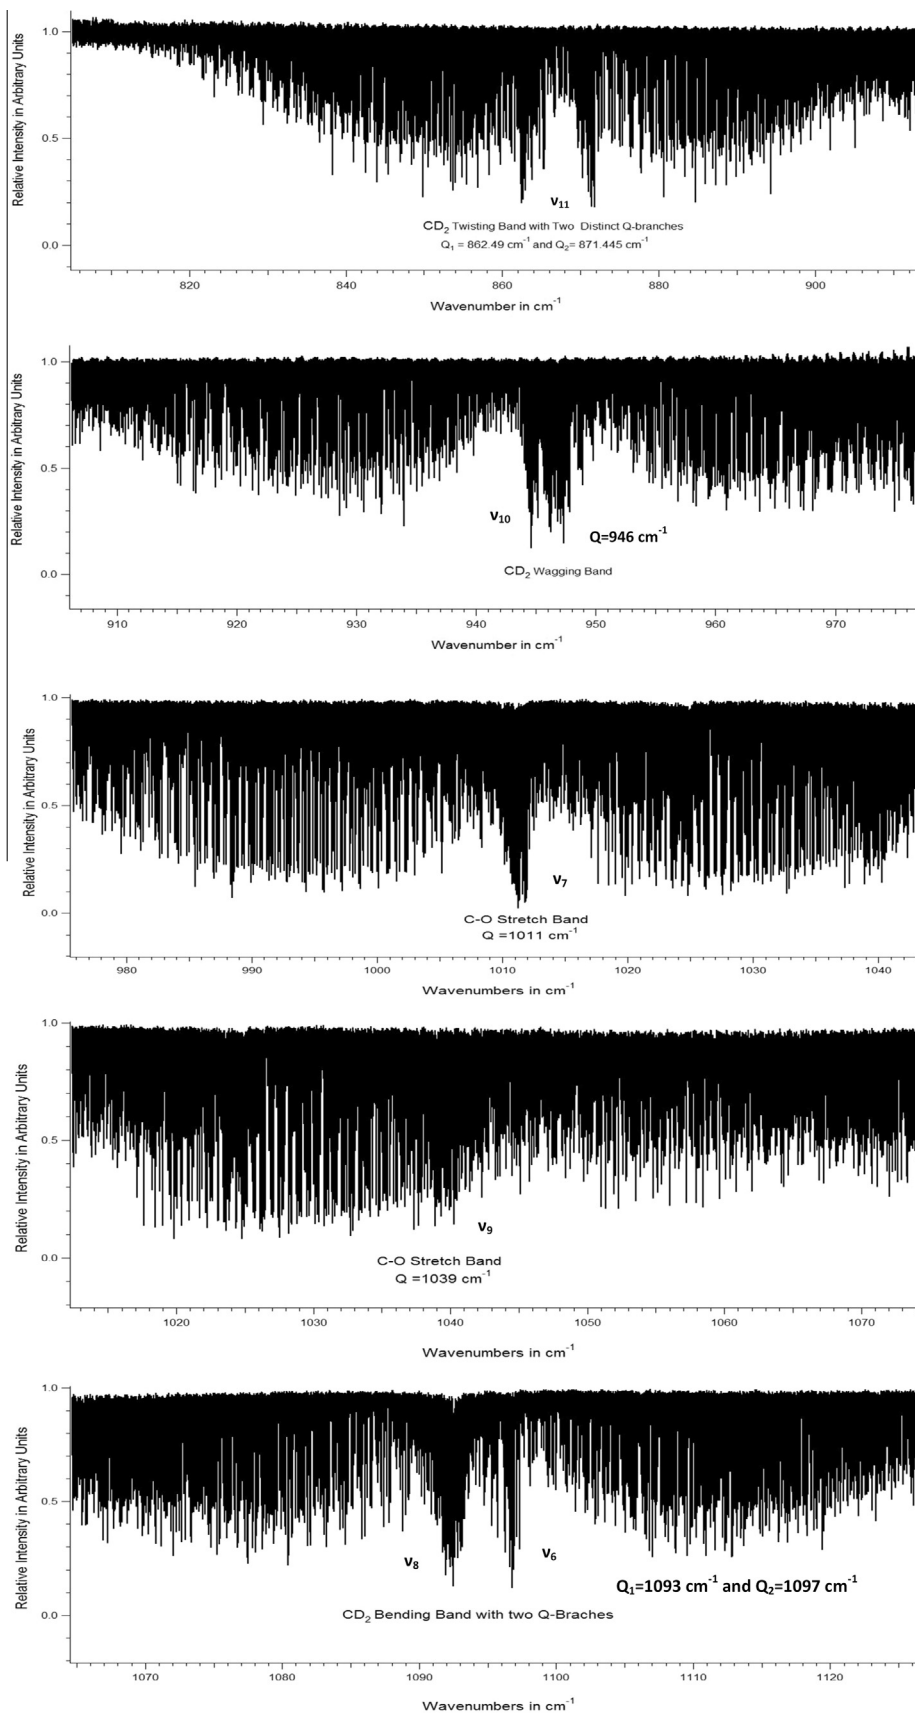 Relative Intensity in Arbitrary Units
1.0
0.5
0.0
ν11
CD2 Twisting Band with Two Distinct Q-branches
Q1 = 862.49 cm-1 and Q2= 871.445 cm-1
820 840 860 880 900
Wavenumber in cm-1
Relative Intensity in Arbitrary Units
1.0
0.5
0.0
ν10
Q=946 cm-1
CD2 Wagging Band
910 920 930 940 950 960 970
Wavenumber in cm-1
Relative Intensity in Arbitrary Units
1.0
0.5
0.0
ν7
C-O Stretch Band
Q =1011 cm-1
980 990 1000 1010 1020 1030 1040
Wavenumbers in cm-1
Relative Intensity in Arbitrary Units
1.0
0.5
0.0
ν9
C-O Stretch Band
Q =1039 cm-1
1020 1030 1040 1050 1060 1070
Wavenumbers in cm-1
Relative Intensity in Arbitrary Units
1.0
0.5
0.0
ν8
ν6
Q1=1093 cm-1 and Q2=1097 cm-1
CD2 Bending Band with two Q-Braches
1070 1080 1090 1100 1110 1120
Wavenumbers in cm-1